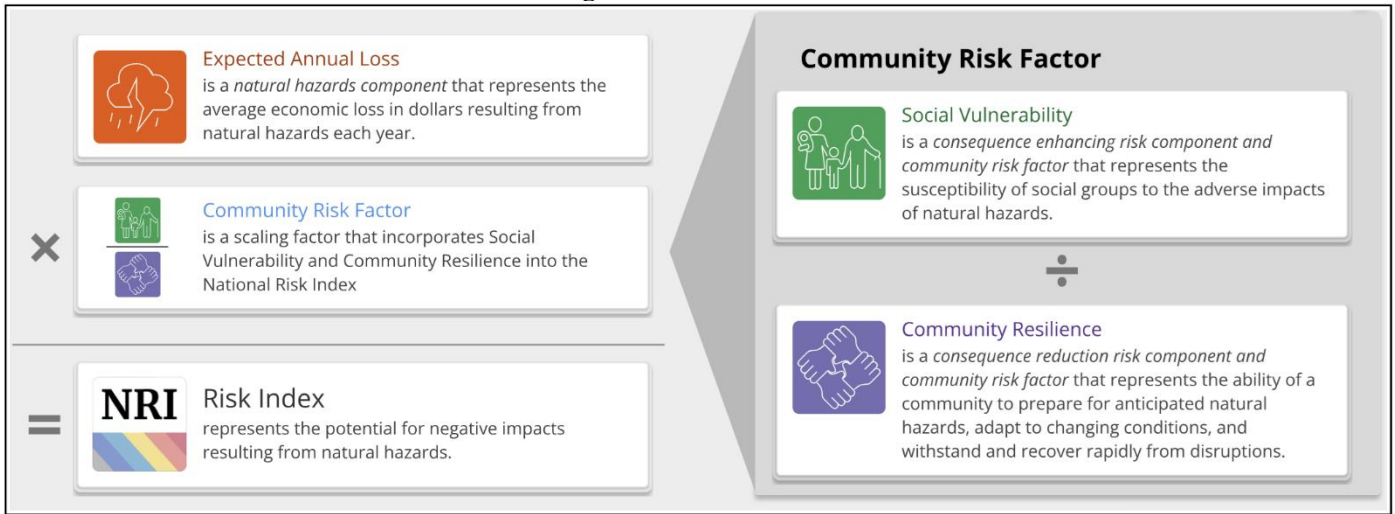 Expected Annual Loss
is a natural hazards component that represents the
average economic loss in dollars resulting from
natural hazards each year.
×
Community Risk Factor
is a scaling factor that incorporates Social
Vulnerability and Community Resilience into the
National Risk Index
=
NRI
Risk Index
represents the potential for negative impacts
resulting from natural hazards.
Community Risk Factor
Social Vulnerability
is a consequence enhancing risk component and
community risk factor that represents the
susceptibility of social groups to the adverse impacts
of natural hazards.
÷
Community Resilience
is a consequence reduction risk component and
community risk factor that represents the ability of a
community to prepare for anticipated natural
hazards, adapt to changing conditions, and
withstand and recover rapidly from disruptions.